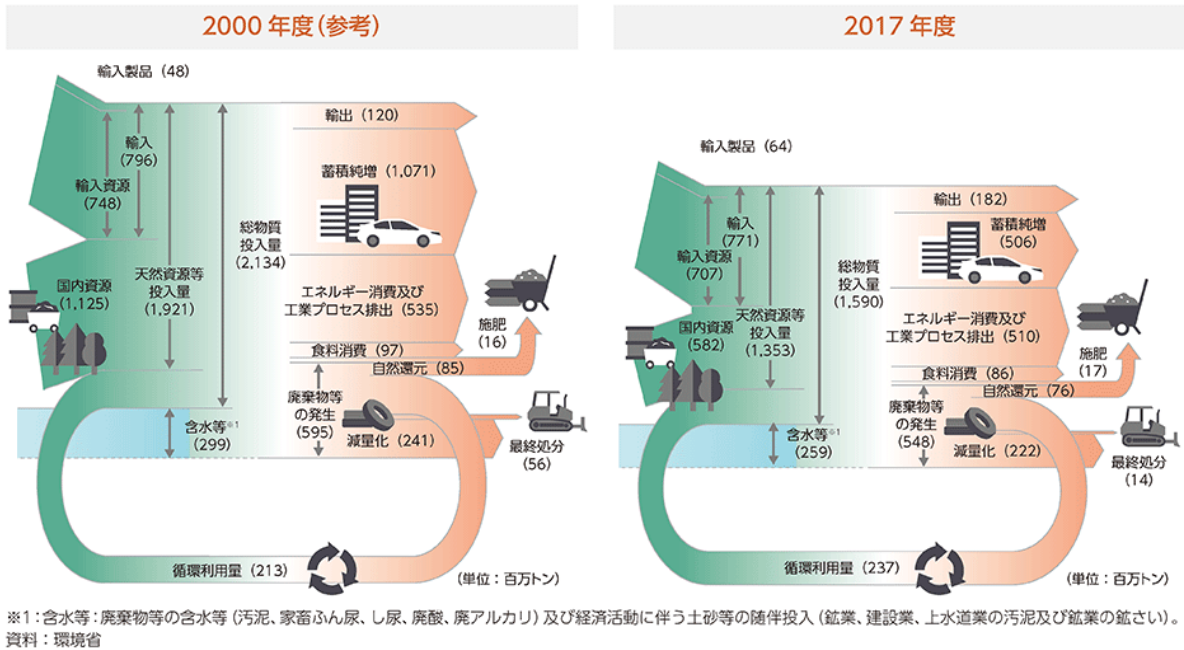 2000 年度(参考)
輸入製品(48)
輸入
(796)
輸入資源
(748)
国内資源
(1,125)
天然資源等
投入量
(1,921)
総物質
投入量
(2,134)
輸出(120)
蓄積純増(1,071)
エネルギー消費及び
工業プロセス排出(535)
食料消費(97)
自然還元(85)
施肥
(16)
廃棄物等
の発生
(595)
減量化(241)
含水等※1
(299)
最終処分
(56)
循環利用量(213)
(単位:百万トン)
2017 年度
輸入製品(64)
輸入
(771)
輸入資源
(707)
国内資源
(582)
天然資源等
投入量
(1,353)
総物質
投入量
(1,590)
輸出(182)
蓄積純増
(506)
エネルギー消費及び
工業プロセス排出(510)
食料消費(86)
自然還元(76)
施肥
(17)
廃棄物等
の発生
(548)
減量化(222)
含水等※1
(259)
最終処分
(14)
循環利用量(237)
(単位:百万トン)
※1:含水等:廃棄物等の含水等(汚泥、家畜ふん尿、し尿、廃酸、廃アルカリ)及び経済活動に伴う土砂等の随伴投入(鉱業、建設業、上水道業の汚泥及び鉱業の鉱さい)。
資料:環境省